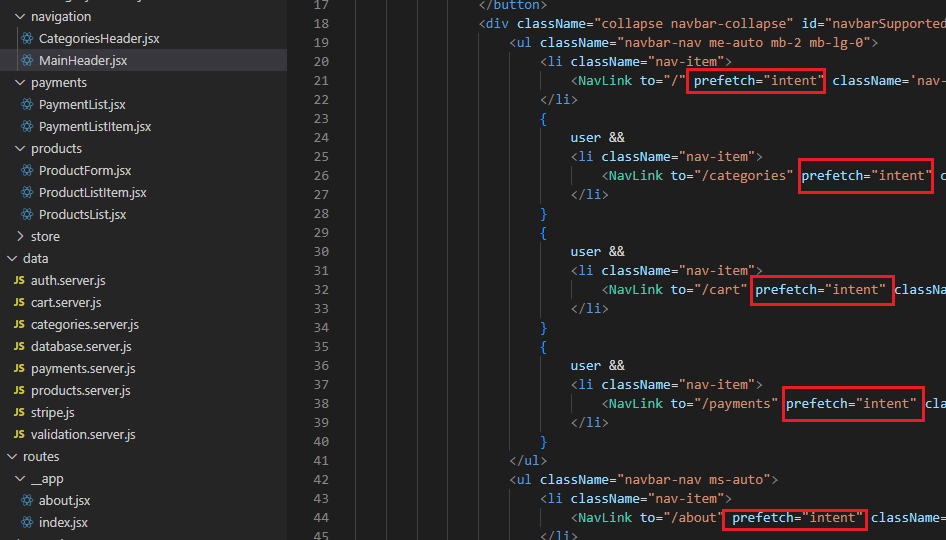 navigation
CategoriesHeader.jsx
MainHeader.jsx
payments
PaymentList.jsx
PaymentListItem.jsx
products
ProductForm.jsx
ProductListItem.jsx
ProductsList.jsx
store
data
JS auth.server.js
JS cart.server.js
JS categories.server.js
JS database.server.js
JS payments.server.js
JS products.server.js
JS stripe.js
JS validation.server.js
routes
__app
about.jsx
index.jsx
17 </button>
18 <div className="collapse navbar-collapse" id="navbarSupported
19 <ul className="navbar-nav me-auto mb-2 mb-lg-0">
20 <li className="nav-item">
21 <NavLink to="/" prefetch="intent" className='nav-
22 </li>
23 {
24 user &&
25 <li className="nav-item">
26 <NavLink to="/categories" prefetch="intent" c
27 </li>
28 }
29 {
30 user &&
31 <li className="nav-item">
32 <NavLink to="/cart" prefetch="intent" classNa
33 </li>
34 }
35 {
36 user &&
37 <li className="nav-item">
38 <NavLink to="/payments" prefetch="intent" cla
39 </li>
40 }
41 </ul>
42 <ul className="navbar-nav ms-auto">
43 <li className="nav-item">
44 <NavLink to="/about" prefetch="intent" className=
45 </li>